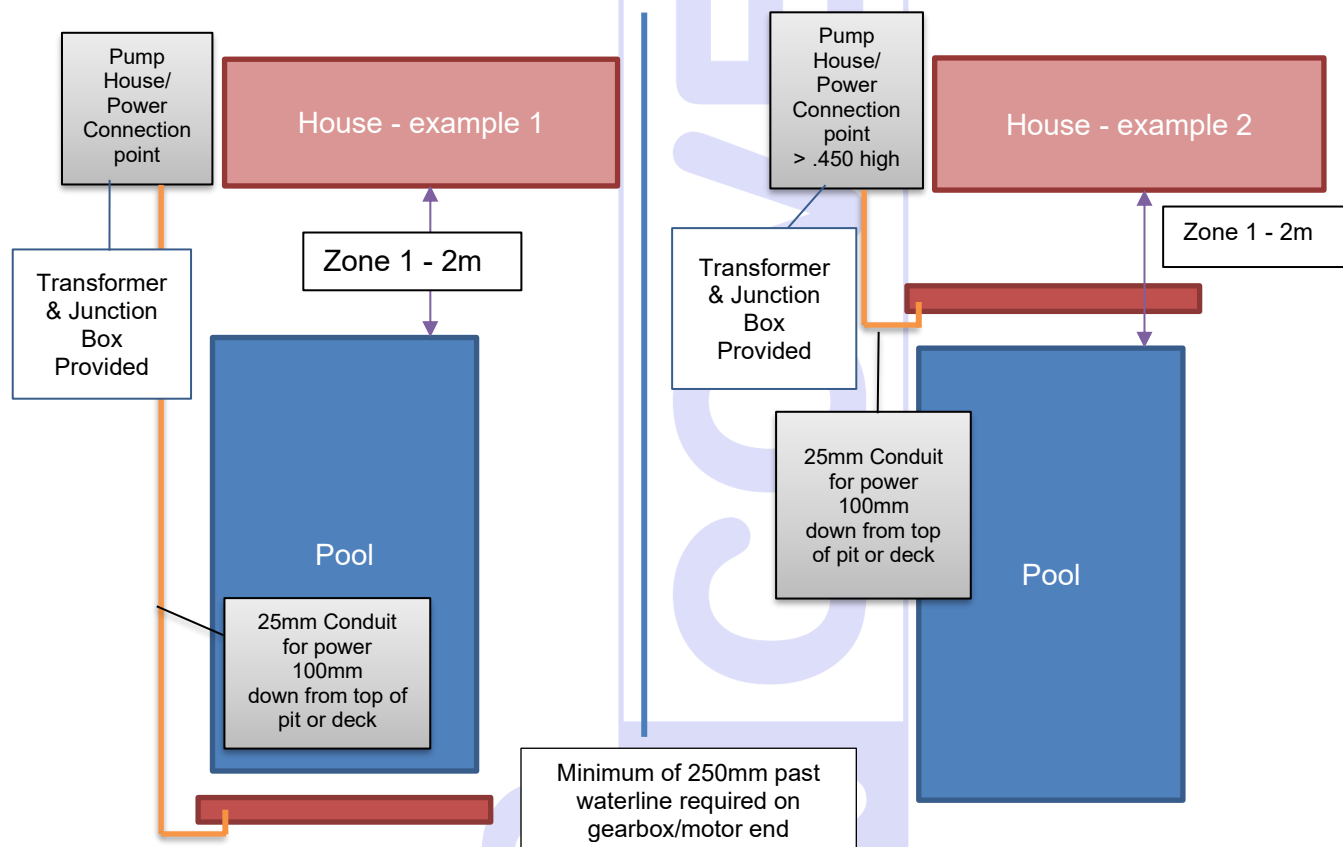 Pump
House/
Power
Connection
point
House - example 1
Zone 1 - 2m
Transformer
& Junction
Box
Provided
Pool
25mm Conduit
for power
100mm
down from top of
pit or deck
Pump
House/
Power
Connection
point
> .450 high
House - example 2
Zone 1 - 2m
Transformer
& Junction
Box
Provided
25mm Conduit
for power
100mm
down from top
of pit or deck
Pool
Minimum of 250mm past
waterline required on
gearbox/motor end